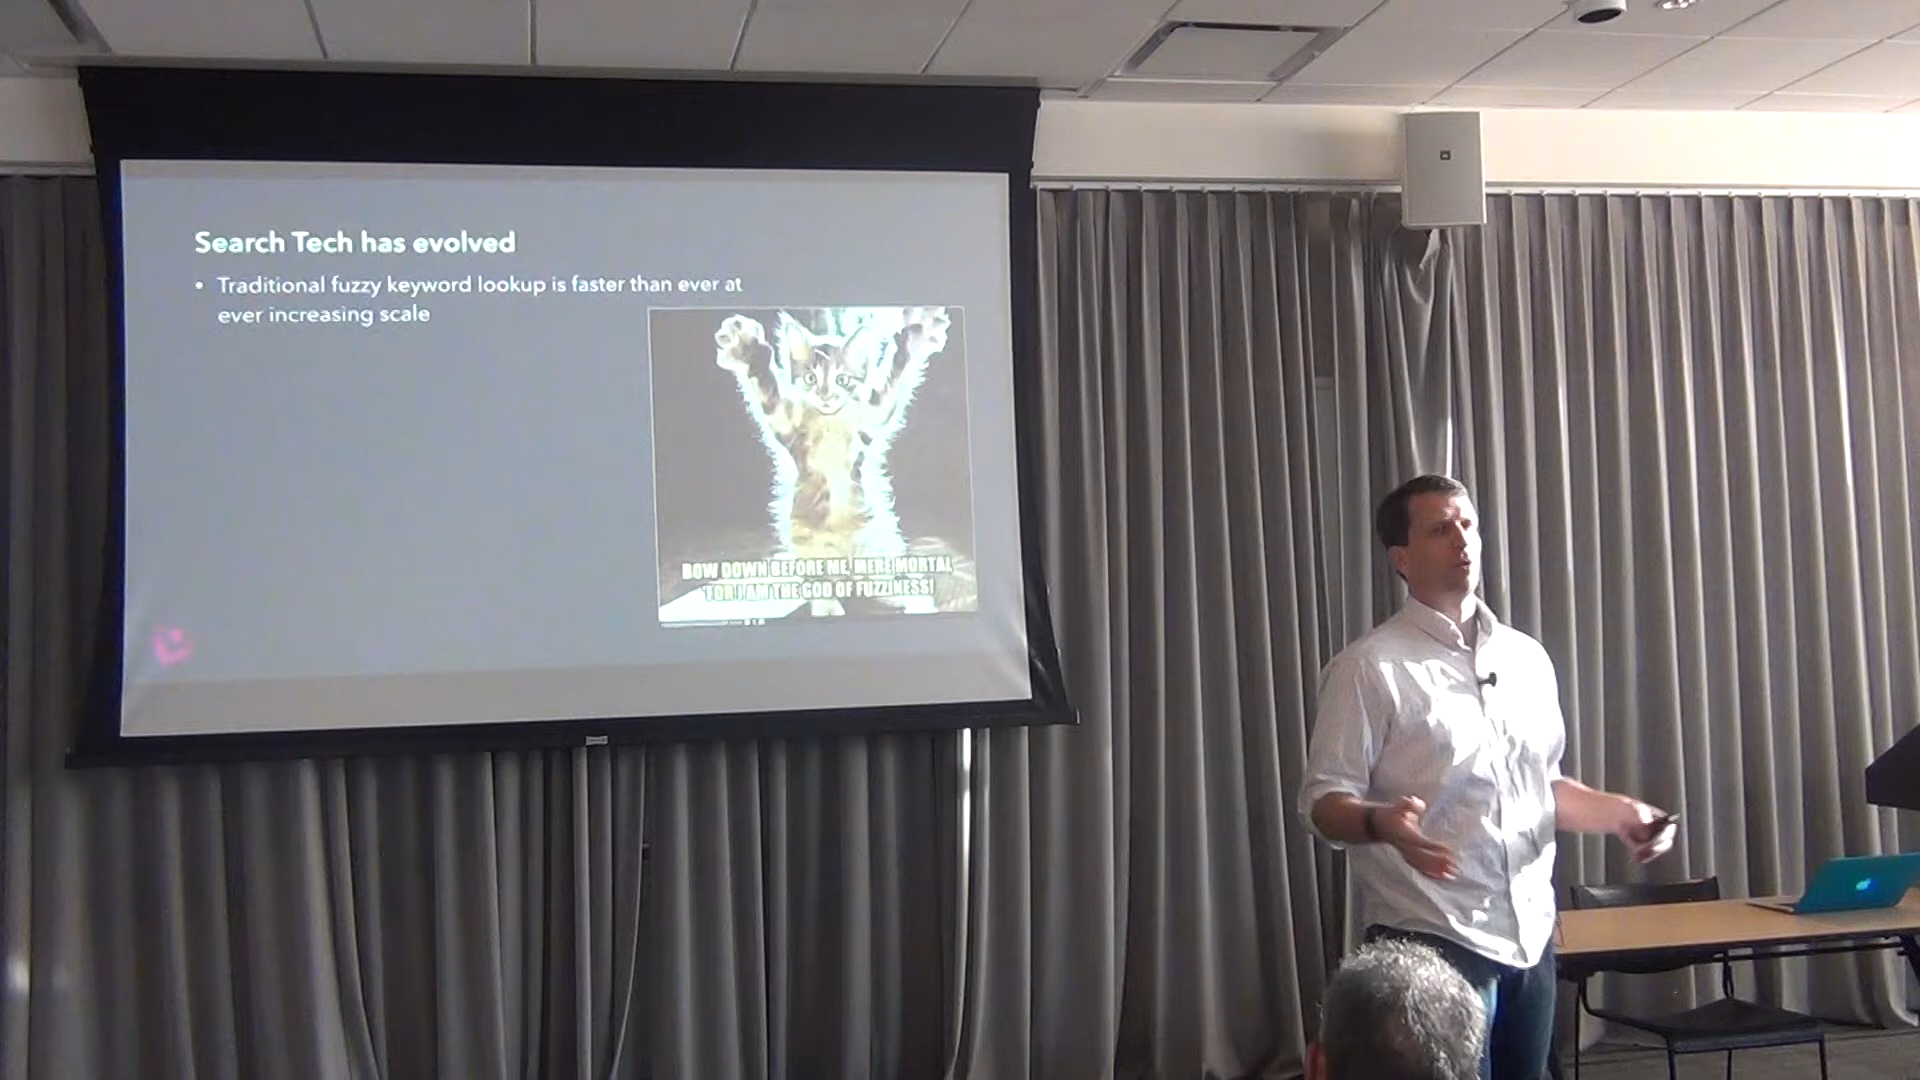 Search Tech has evolved
• Traditional fuzzy keyword lookup is faster than ever at
ever increasing scale
BOW DOWN BEFORE ME, MERE MORTAL
FOR I AM THE GOD OF FUZZINESS!